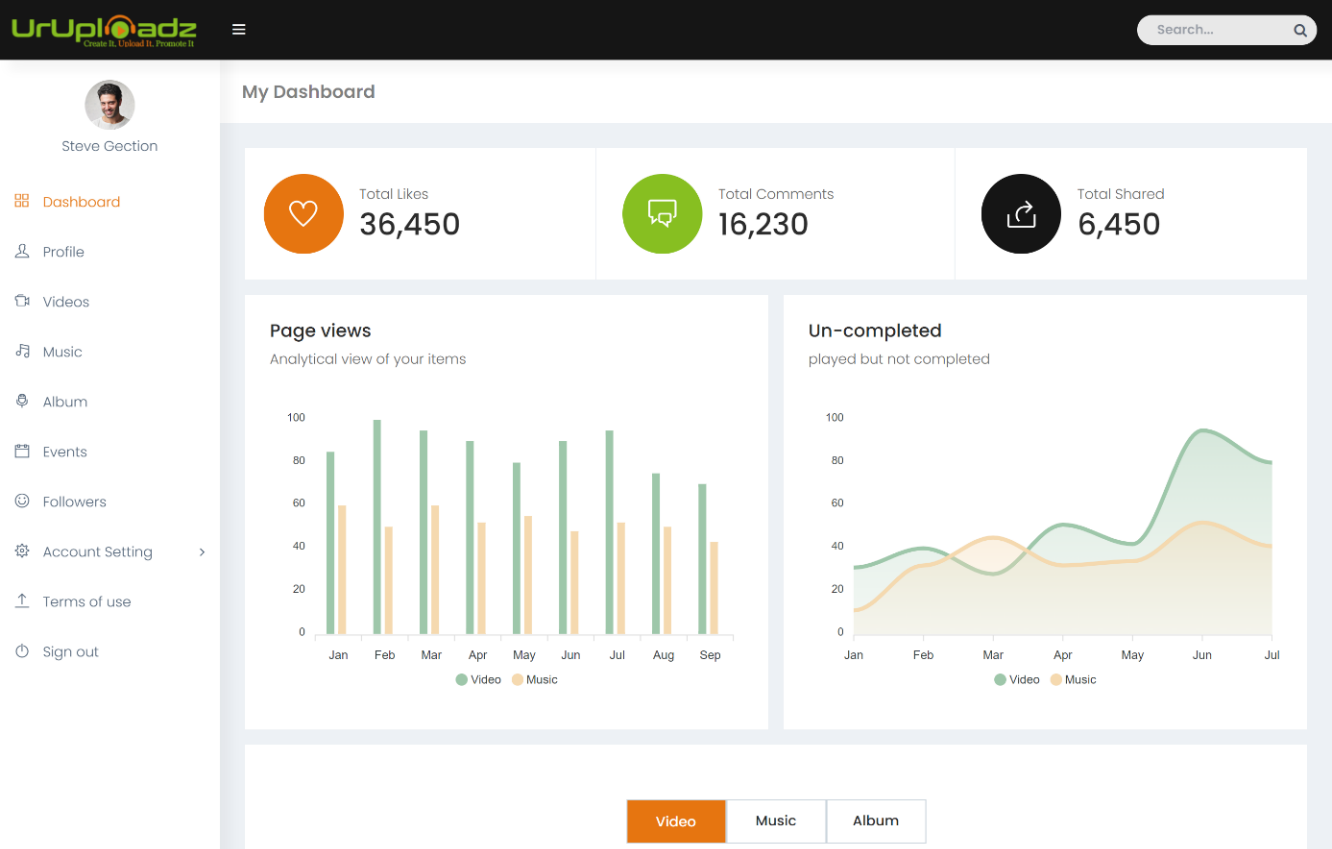 UrUploadz
Create It, Upload It, Promote It
Search...
Steve Gection
Dashboard
Profile
Videos
Music
Album
Events
Followers
Account Setting
Terms of use
Sign out
My Dashboard
Total Likes
36,450
Total Comments
16,230
Total Shared
6,450
Page views
Analytical view of your items
100
80
60
40
20
0
Jan Feb Mar Apr May Jun Jul Aug Sep
Video Music
Un-completed
played but not completed
100
80
60
40
20
0
Jan Feb Mar Apr May Jun Jul
Video Music
Video Music Album